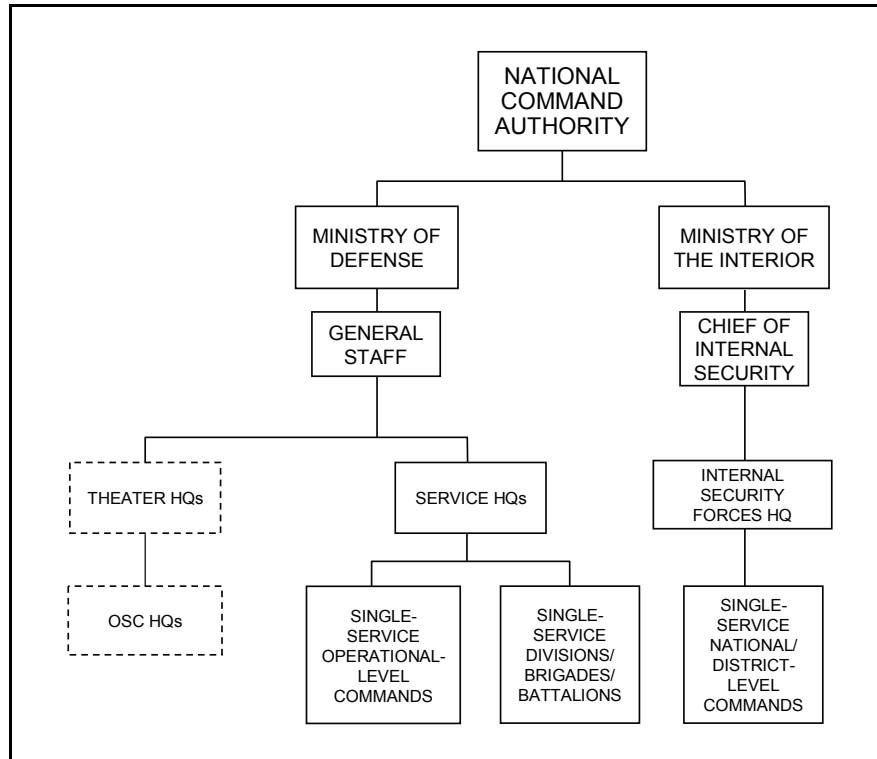 NATIONAL
COMMAND
AUTHORITY
MINISTRY OF
DEFENSE
MINISTRY OF
THE INTERIOR
GENERAL
STAFF
CHIEF OF
INTERNAL
SECURITY
THEATER HQs
SERVICE HQs
INTERNAL
SECURITY
FORCES HQ
OSC HQs
SINGLE-
SERVICE
OPERATIONAL-
LEVEL
COMMANDS
SINGLE-
SERVICE
DIVISIONS/
BRIGADES/
BATTALIONS
SINGLE-
SERVICE
NATIONAL/
DISTRICT-
LEVEL
COMMANDS